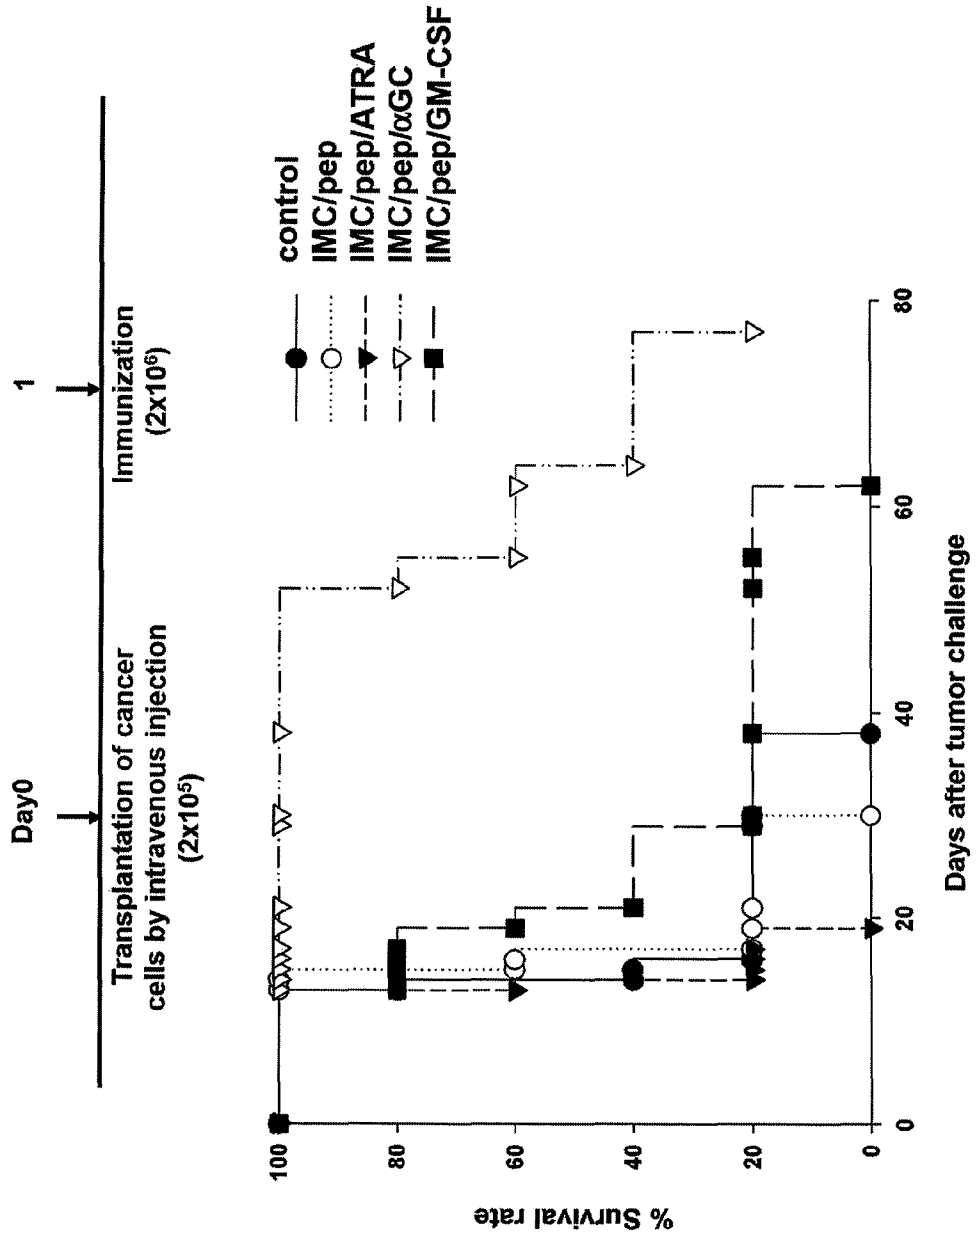 Day0
1
Transplantation of cancer
cells by intravenous injection
(2x10⁵)
Immunization
(2x10⁶)
control
IMC/pep
IMC/pep/ATRA
IMC/pep/αGC
IMC/pep/GM-CSF
% Survival rate
100
80
60
40
20
0
0
20
40
60
80
Days after tumor challenge